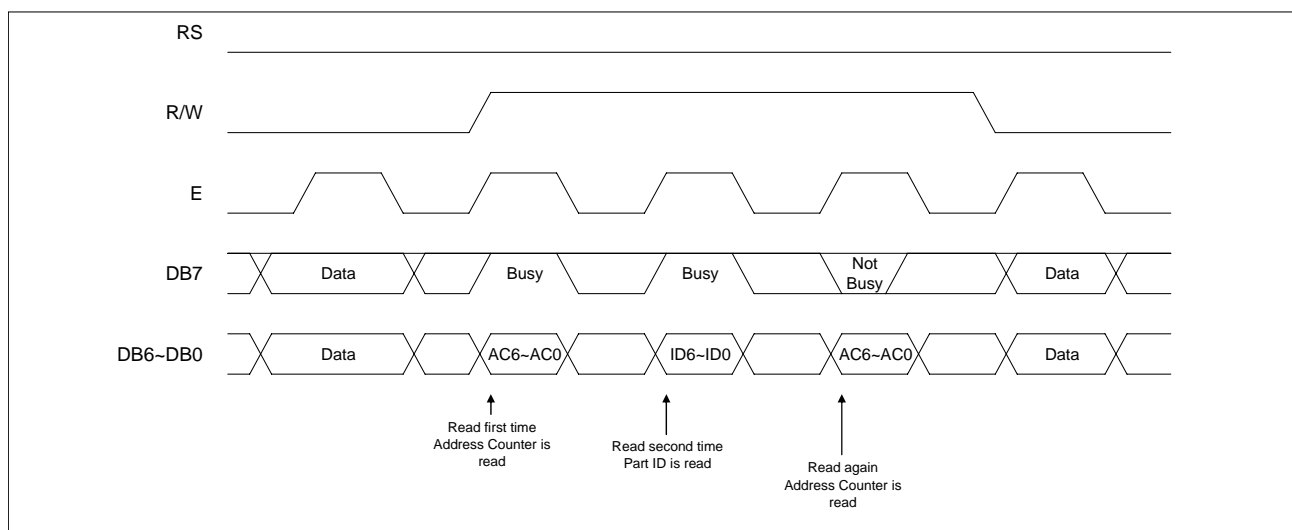 RS
R/W
E
DB7
Data
Busy
Busy
Not
Busy
Data
DB6~DB0
Data
AC6~AC0
ID6~ID0
AC6~AC0
Data
Read first time
Address Counter is
read
Read second time
Part ID is read
Read again
Address Counter is
read